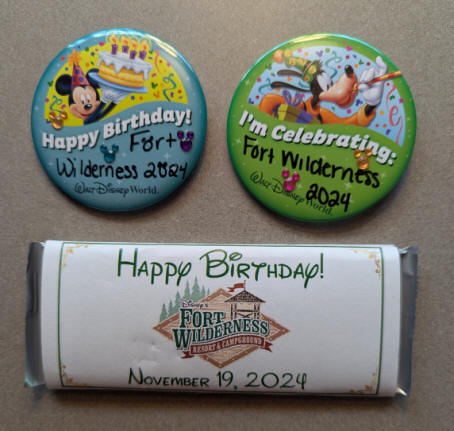 Happy Birthday!
Fort
Wilderness 2024
Walt Disney World.
I'm Celebrating:
Fort Wilderness
2024
Walt Disney World.
Happy Birthday!
Disney's
Fort
Wilderness
Resort & Campground
November 19, 2024